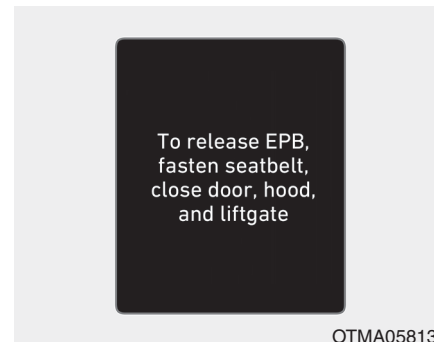 To release EPB,
fasten seatbelt,
close door, hood,
and liftgate
OTMA05813